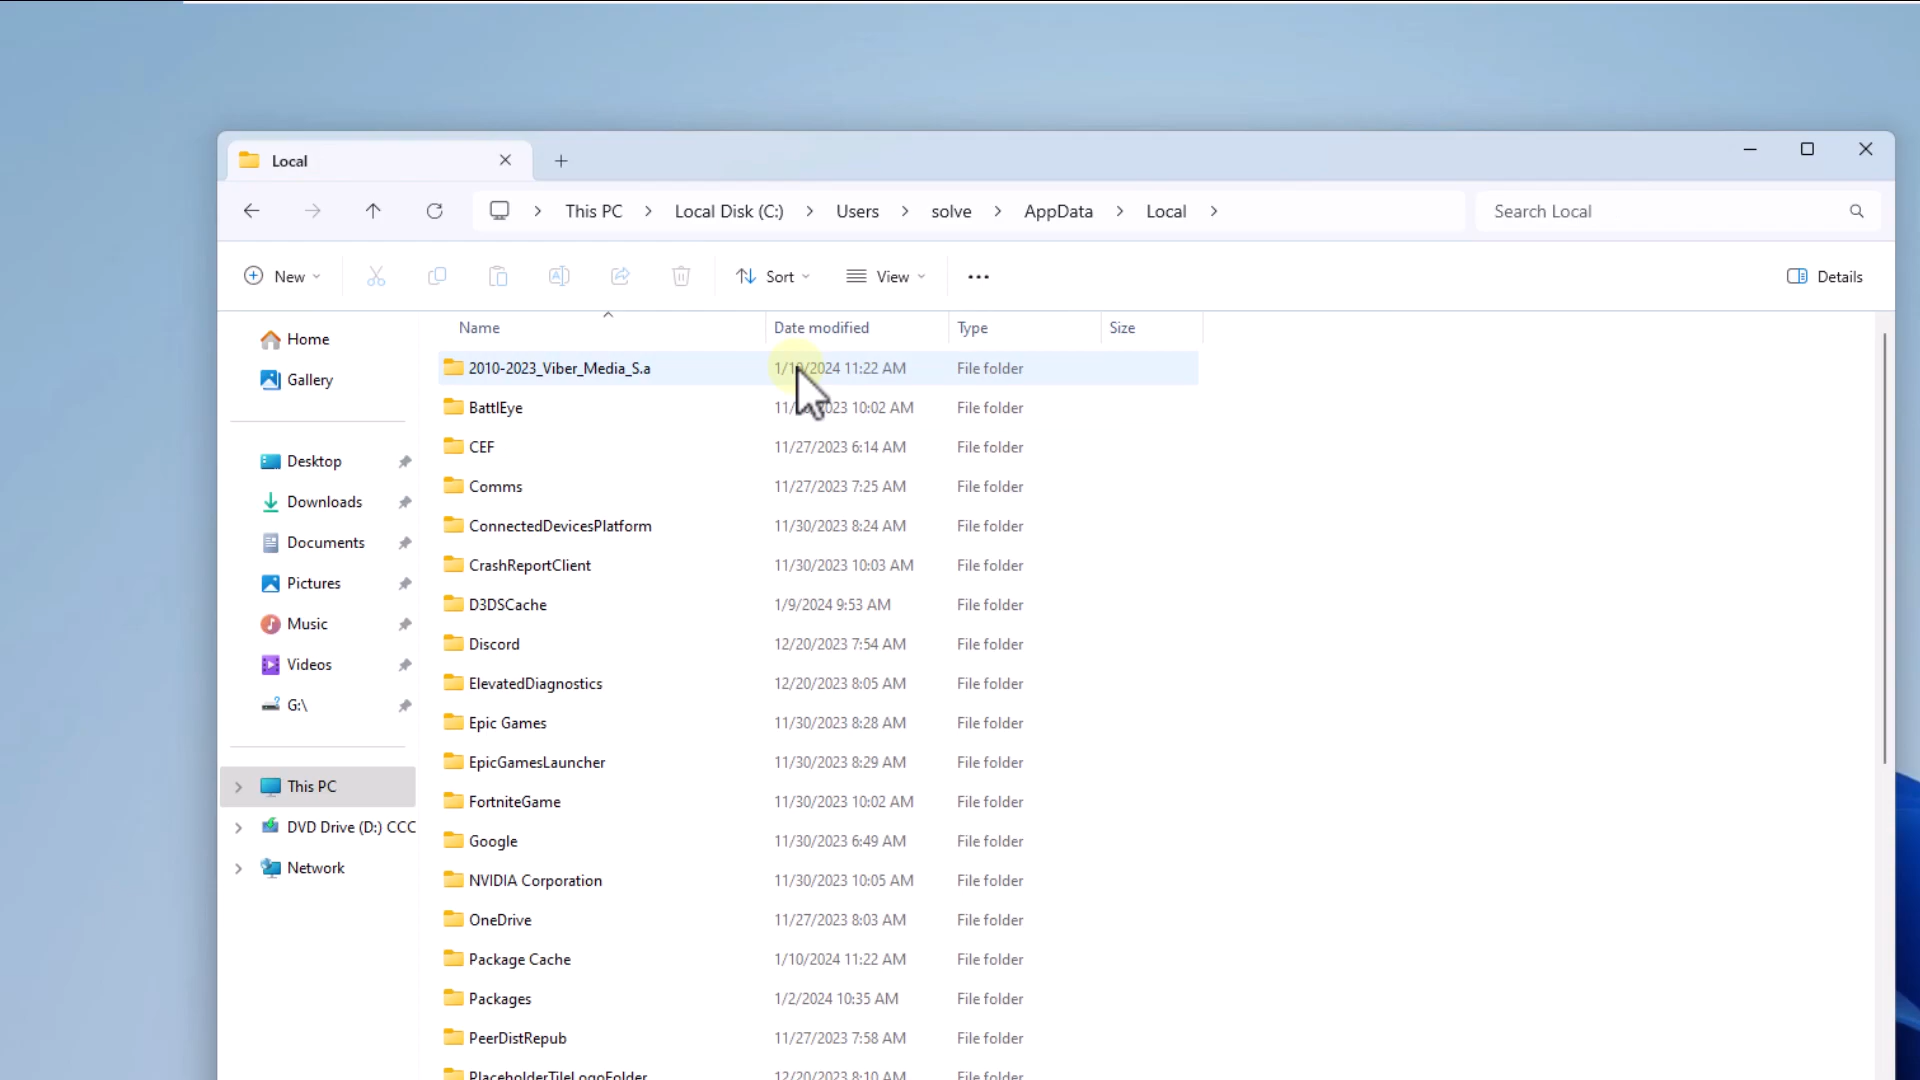 Local
This PC
Local Disk (C:)
Users
solve
AppData
Local
Search Local
New
Sort
View
Details
Name
Date modified
Type
Size
Home
Gallery
Desktop
Downloads
Documents
Pictures
Music
Videos
G:\
This PC
DVD Drive (D:) CCC
Network
2010-2023_Viber_Media_S.a 2024 11:22 AM File folder
BattlEye 10:02 AM File folder
CEF 11/27/2023 6:14 AM File folder
Comms 11/27/2023 7:25 AM File folder
ConnectedDevicesPlatform 11/30/2023 8:24 AM File folder
CrashReportClient 11/30/2023 10:03 AM File folder
D3DSCache 1/9/2024 9:53 AM File folder
Discord 12/20/2023 7:54 AM File folder
ElevatedDiagnostics 12/20/2023 8:05 AM File folder
Epic Games 11/30/2023 8:28 AM File folder
EpicGamesLauncher 11/30/2023 8:29 AM File folder
FortniteGame 11/30/2023 10:02 AM File folder
Google 11/30/2023 6:49 AM File folder
NVIDIA Corporation 11/30/2023 10:05 AM File folder
OneDrive 11/27/2023 8:03 AM File folder
Package Cache 1/10/2024 11:22 AM File folder
Packages 1/2/2024 10:35 AM File folder
PeerDistRepub 11/27/2023 7:58 AM File folder
PlaceholderTileLogoFolder 12/20/2023 8:10 AM File folder